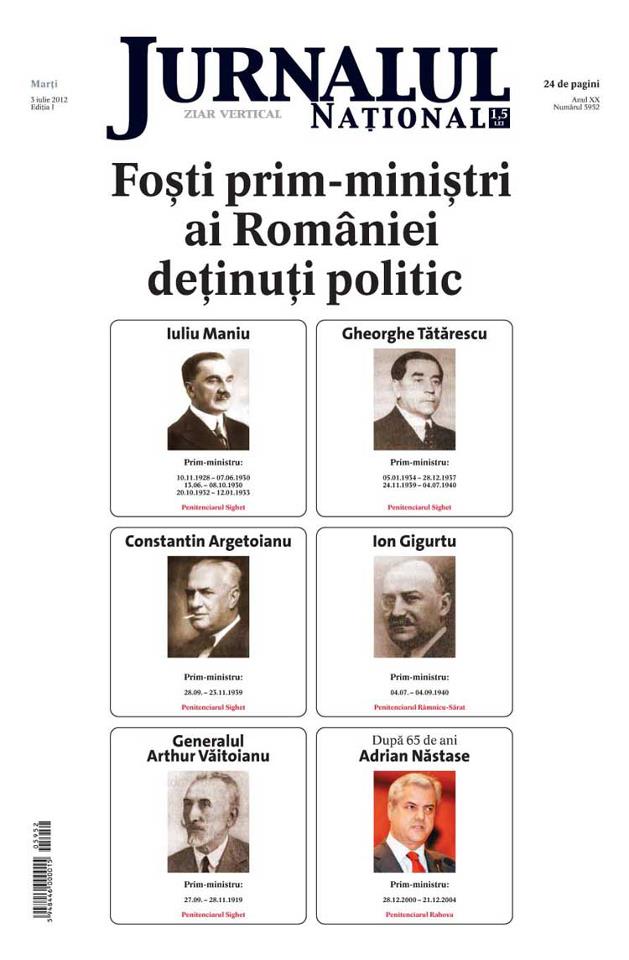 Marți
3 iulie 2012
Ediția I
JURNALUL
ZIAR VERTICAL
NAȚIONAL
1,5
LEI
24 de pagini
Anul XX
Numărul 5952
Foști prim-miniștri
ai României
deținuți politic
Iuliu Maniu
Prim-ministru:
10.11.1928 – 07.06.1930
13.06. – 08.10.1930
20.10.1932 – 12.01.1933
Penitenciarul Sighet
Gheorghe Tătărescu
Prim-ministru:
05.01.1934 – 28.12.1937
24.11.1939 – 04.07.1940
Penitenciarul Sighet
Constantin Argetoianu
Prim-ministru:
28.09. – 23.11.1939
Penitenciarul Sighet
Ion Gigurtu
Prim-ministru:
04.07. – 04.09.1940
Penitenciarul Râmnicu-Sărat
Generalul
Arthur Văitoianu
Prim-ministru:
27.09. – 28.11.1919
Penitenciarul Sighet
După 65 de ani
Adrian Năstase
Prim-ministru:
28.12.2000 – 21.12.2004
Penitenciarul Rahova
05952
5948446000015